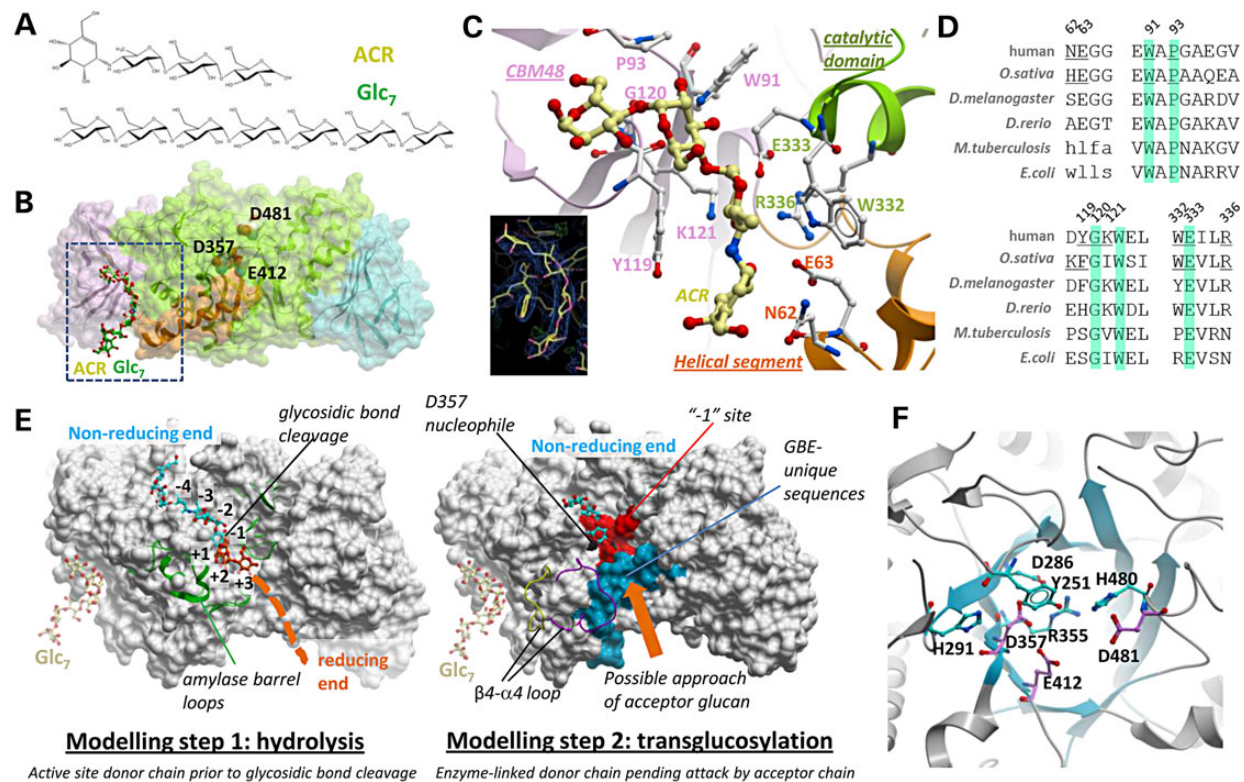 A
ACR
Glc7
B
D481
D357
E412
ACR
Glc7
C
P93
CBM48
G120
W91
catalytic
domain
E333
R336
W332
K121
Y119
E63
ACR
N62
Helical segment
D
62 63 91 93
human NEGG EWAPGAEGV
O.sativa HEGG EWAPAAQEA
D.melanogaster SEGG EWAPGARDV
D.rerio AEGT EWAPGAKAV
M.tuberculosis hlfa VWAPNAKGV
E.coli wlls VWAPNARRV
119 120 121 332 333 336
human DYGKWEL WEILR
O.sativa KFGIWSI WEVLR
D.melanogaster DFGKWEL YEVLR
D.rerio EHGKWDL WEVLR
M.tuberculosis PSGVWEL PEVRN
E.coli ESGIWEL REVSN
E
glycosidic bond
cleavage
Non-reducing end
-4
-3
-2
-1
+1
+2
+3
Glc7
amylase barrel
loops
reducing
end
Modelling step 1: hydrolysis
Active site donor chain prior to glycosidic bond cleavage
D357
nucleophile
"-1" site
Non-reducing end
GBE-
unique
sequences
Glc7
β4-α4 loop
Possible approach
of acceptor glucan
Modelling step 2: transglucosylation
Enzyme-linked donor chain pending attack by acceptor chain
F
D286
Y251
H480
H291
D357
R355
D481
E412